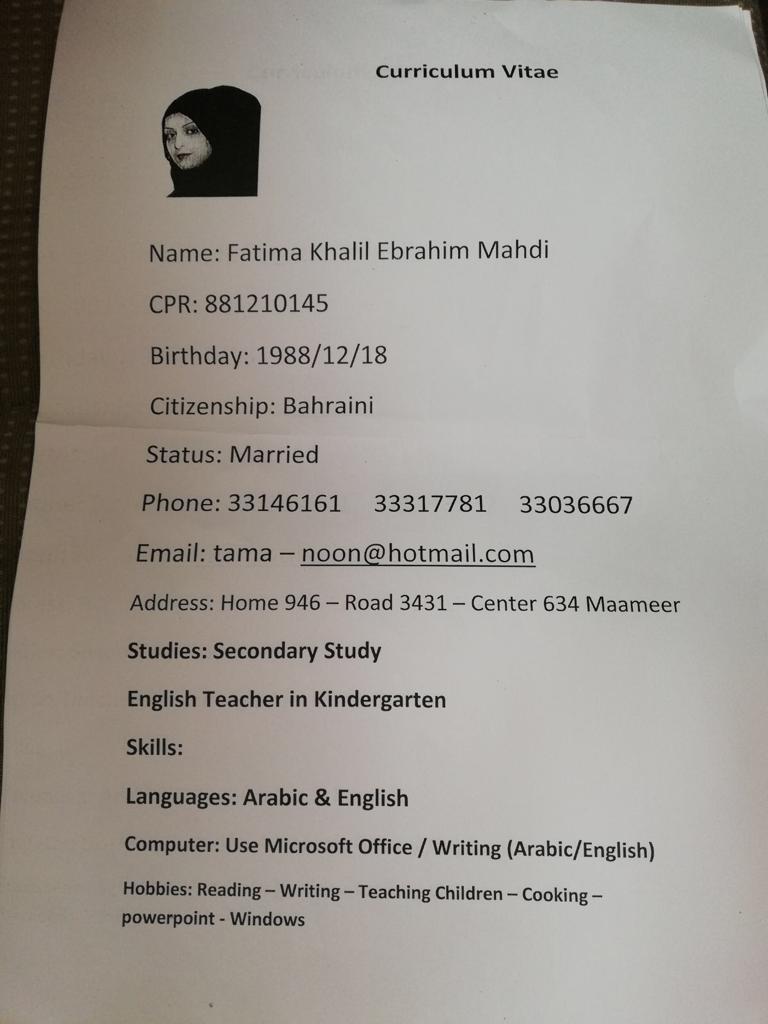 Curriculum Vitae
Name: Fatima Khalil Ebrahim Mahdi
CPR: 881210145
Birthday: 1988/12/18
Citizenship: Bahraini
Status: Married
Phone: 33146161 33317781 33036667
Email: tama – noon@hotmail.com
Address: Home 946 – Road 3431 – Center 634 Maameer
Studies: Secondary Study
English Teacher in Kindergarten
Skills:
Languages: Arabic & English
Computer: Use Microsoft Office / Writing (Arabic/English)
Hobbies: Reading – Writing – Teaching Children – Cooking –
powerpoint - Windows